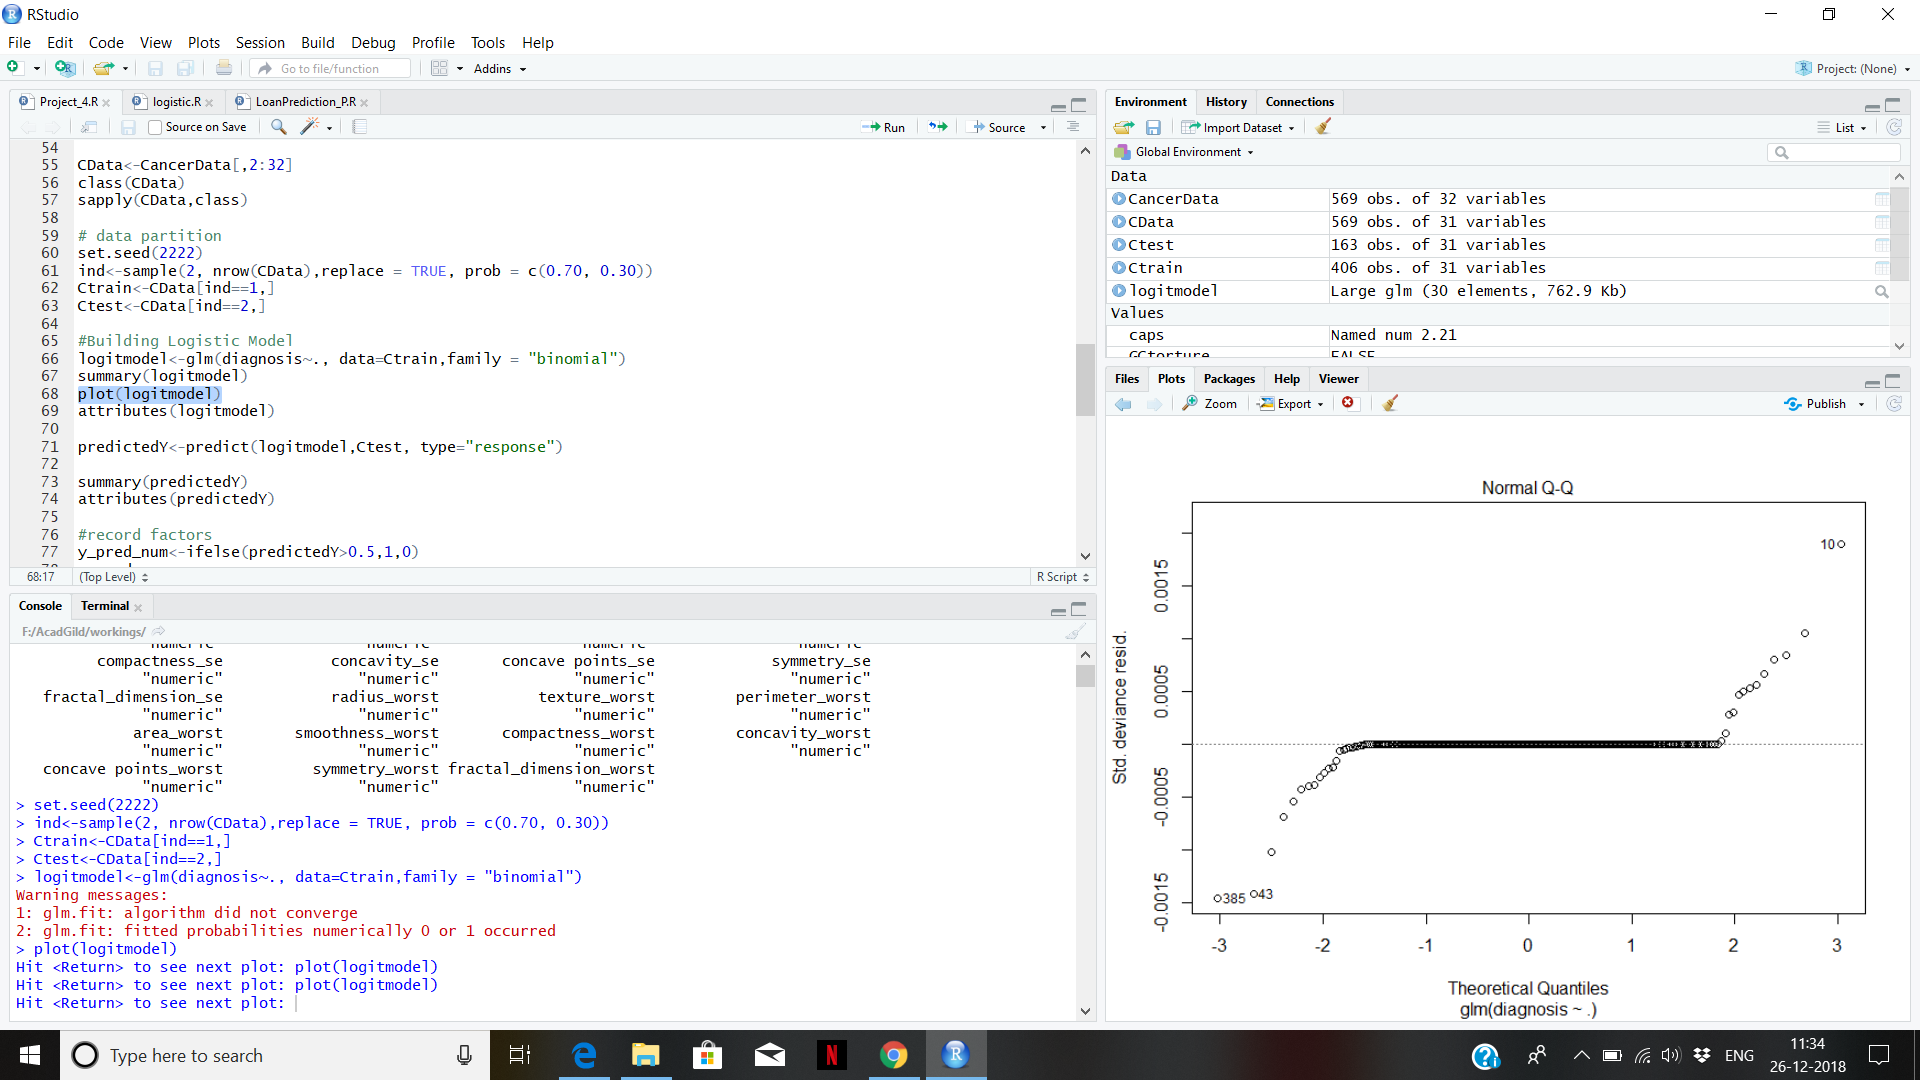 RStudio
File Edit Code View Plots Session Build Debug Profile Tools Help
Go to file/function Addins Project: (None)
Project_4.R logistic.R LoanPrediction_P.R
Source on Save Run Source
54
55 CData<-CancerData[,2:32]
56 class(CData)
57 sapply(CData,class)
58
59 # data partition
60 set.seed(2222)
61 ind<-sample(2, nrow(CData),replace = TRUE, prob = c(0.70, 0.30))
62 Ctrain<-CData[ind==1,]
63 Ctest<-CData[ind==2,]
64
65 #Building Logistic Model
66 logitmodel<-glm(diagnosis~., data=Ctrain,family = "binomial")
67 summary(logitmodel)
68 plot(logitmodel)
69 attributes(logitmodel)
70
71 predictedY<-predict(logitmodel,Ctest, type="response")
72
73 summary(predictedY)
74 attributes(predictedY)
75
76 #record factors
77 y_pred_num<-ifelse(predictedY>0.5,1,0)
68:17 (Top Level) R Script
Console Terminal
F:/AcadGild/workings/
"numeric" "numeric" "numeric" "numeric"
compactness_se concavity_se concave points_se symmetry_se
"numeric" "numeric" "numeric" "numeric"
fractal_dimension_se radius_worst texture_worst perimeter_worst
"numeric" "numeric" "numeric" "numeric"
area_worst smoothness_worst compactness_worst concavity_worst
"numeric" "numeric" "numeric" "numeric"
concave points_worst symmetry_worst fractal_dimension_worst
"numeric" "numeric" "numeric"
> set.seed(2222)
> ind<-sample(2, nrow(CData),replace = TRUE, prob = c(0.70, 0.30))
> Ctrain<-CData[ind==1,]
> Ctest<-CData[ind==2,]
> logitmodel<-glm(diagnosis~., data=Ctrain,family = "binomial")
Warning messages:
1: glm.fit: algorithm did not converge
2: glm.fit: fitted probabilities numerically 0 or 1 occurred
> plot(logitmodel)
Hit <Return> to see next plot: plot(logitmodel)
Hit <Return> to see next plot: plot(logitmodel)
Hit <Return> to see next plot:
Environment History Connections
Import Dataset List
Global Environment
Data
CancerData 569 obs. of 32 variables
CData 569 obs. of 31 variables
Ctest 163 obs. of 31 variables
Ctrain 406 obs. of 31 variables
logitmodel Large glm (30 elements, 762.9 Kb)
Values
caps Named num 2.21
GCtorture FALSE
Files Plots Packages Help Viewer
Zoom Export Publish
Normal Q-Q
10
385 43
Std. deviance resid.
-0.0015 -0.0005 0.0005 0.0015
-3 -2 -1 0 1 2 3
Theoretical Quantiles
glm(diagnosis ~ .)
Type here to search
ENG
11:34
26-12-2018